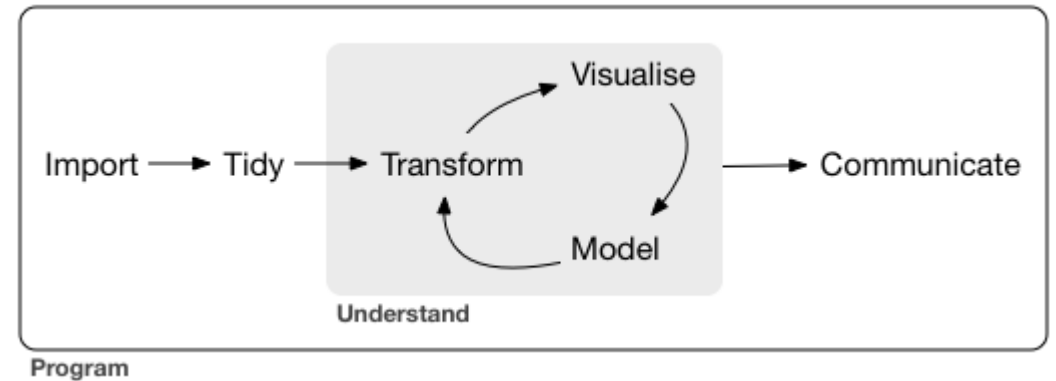 Visualise
Import Tidy Transform Communicate
Model
Understand
Program